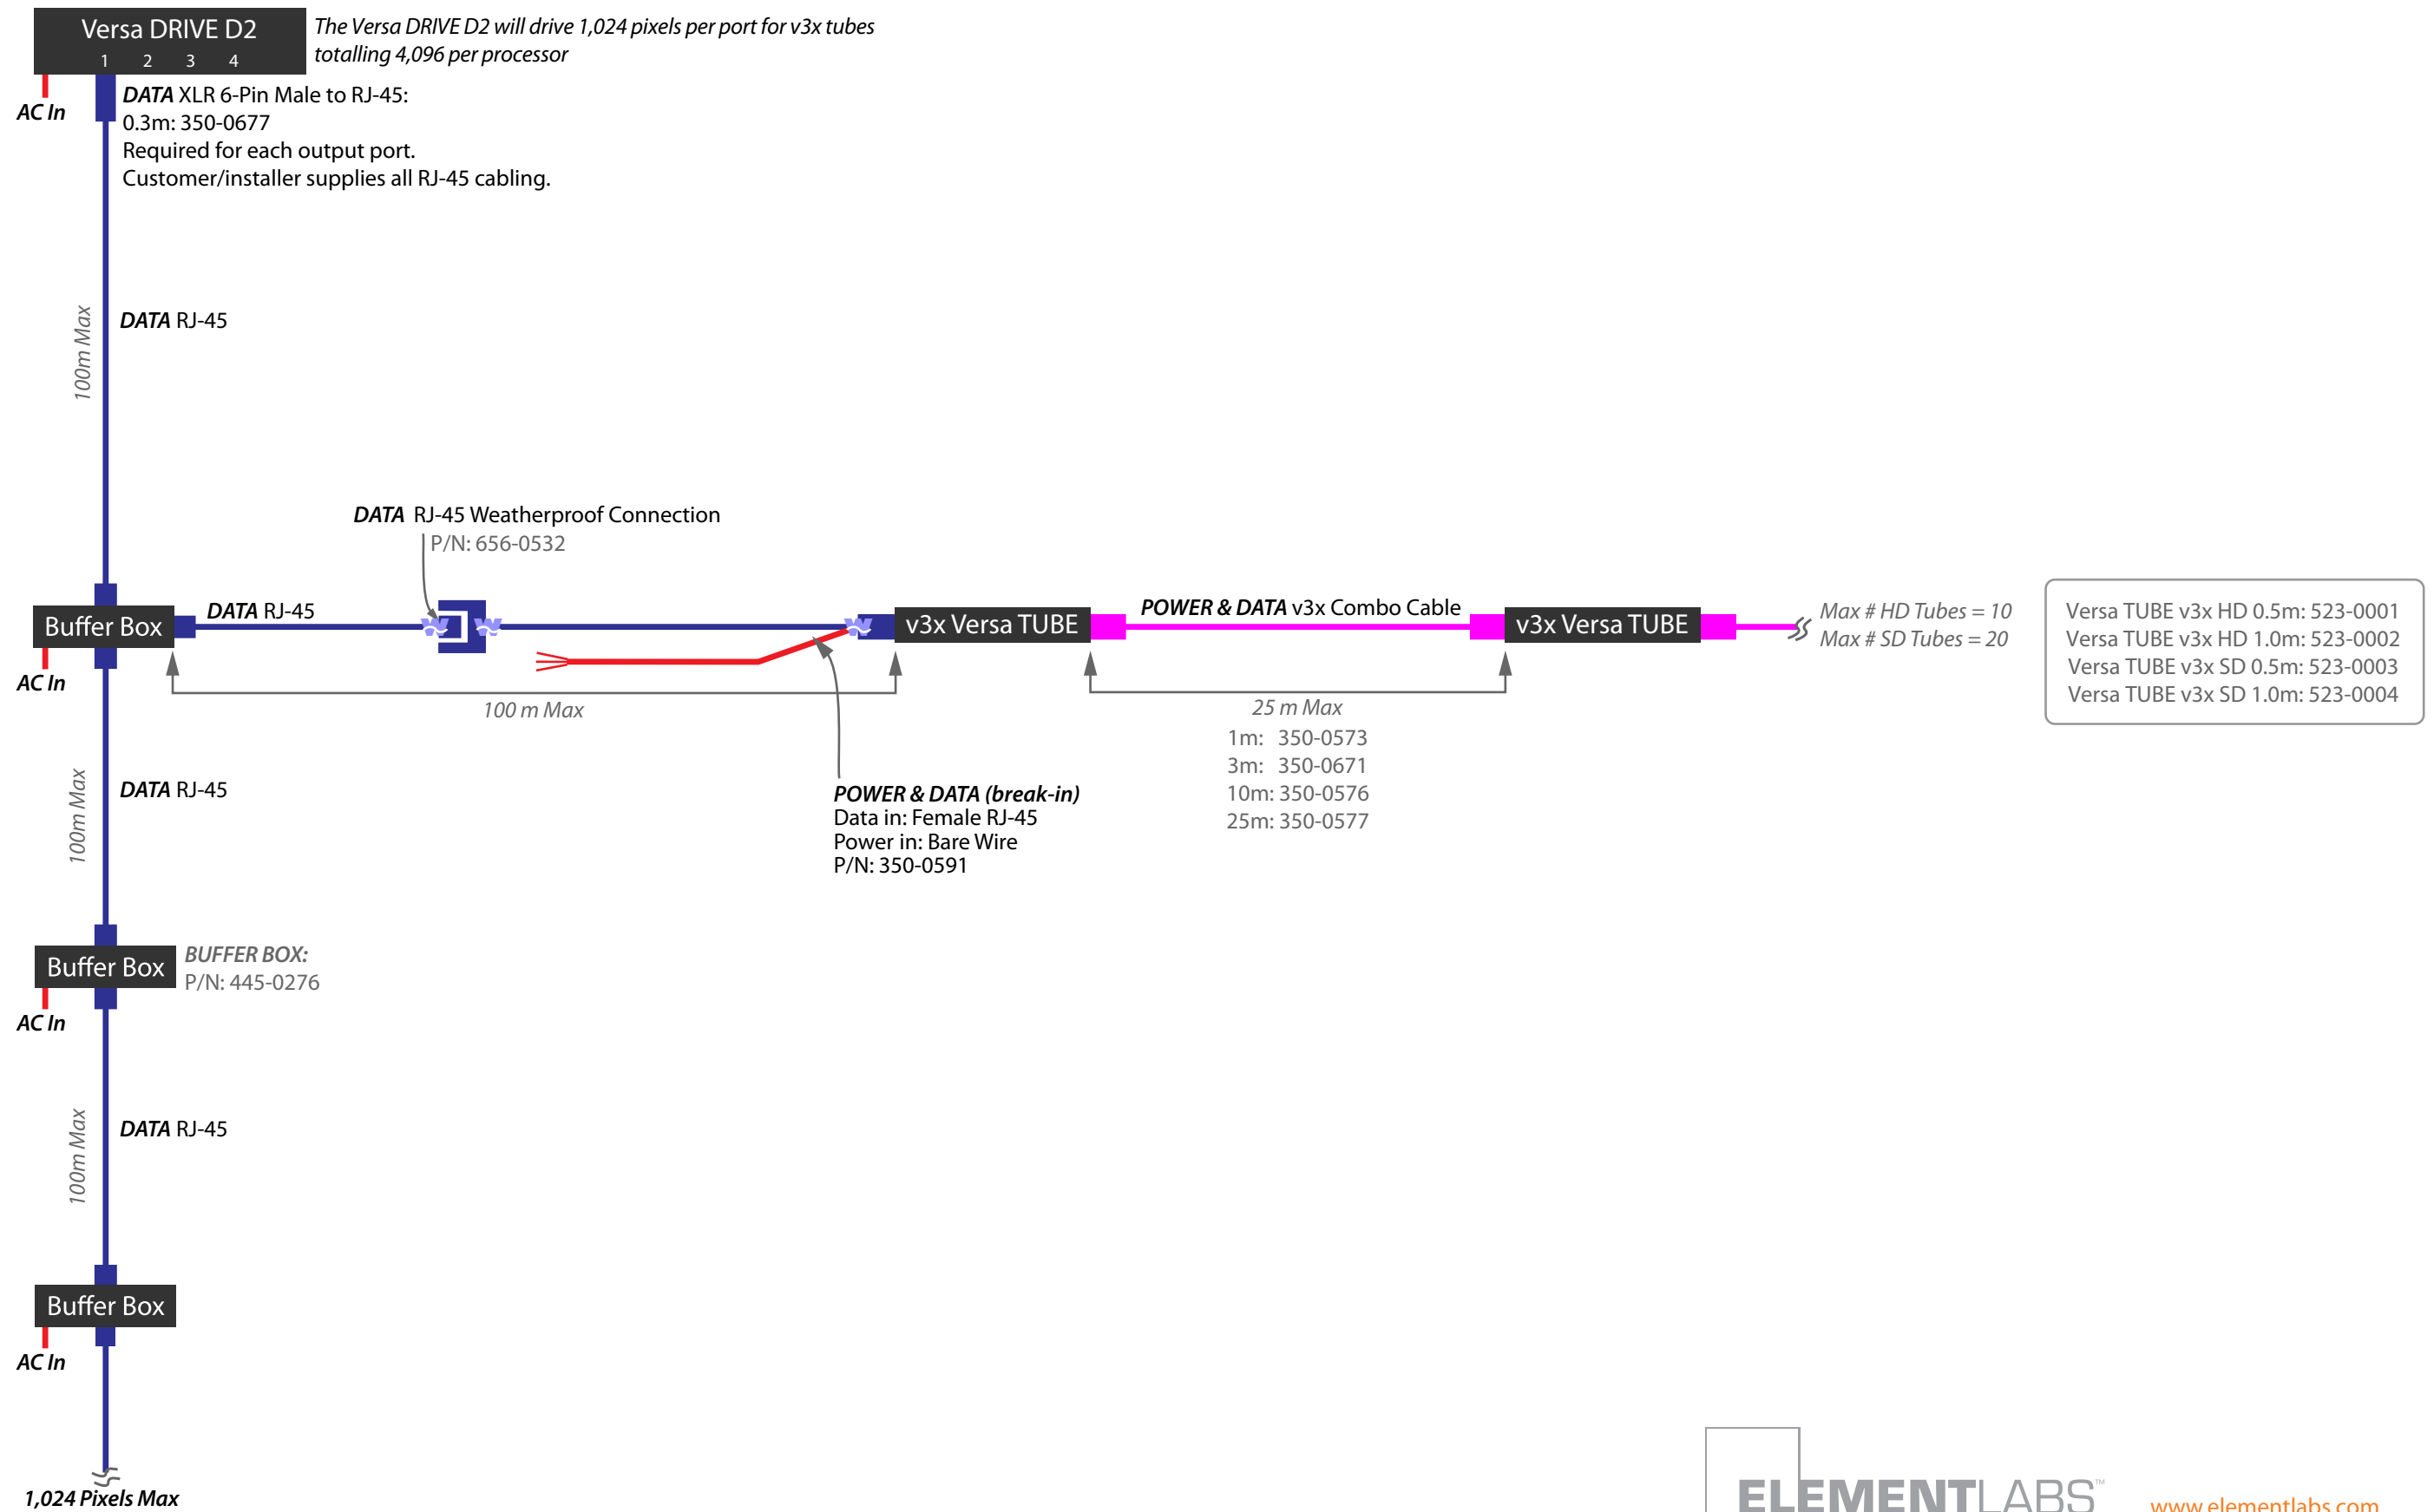 Versa DRIVE D2
1 2 3 4
The Versa DRIVE D2 will drive 1,024 pixels per port for v3x tubes
totalling 4,096 per processor
AC In
DATA XLR 6-Pin Male to RJ-45:
0.3m: 350-0677
Required for each output port.
Customer/installer supplies all RJ-45 cabling.
100m Max
DATA RJ-45
DATA RJ-45 Weatherproof Connection
P/N: 656-0532
Buffer Box
AC In
DATA RJ-45
100 m Max
v3x Versa TUBE
POWER & DATA v3x Combo Cable
v3x Versa TUBE
Max # HD Tubes = 10
Max # SD Tubes = 20
Versa TUBE v3x HD 0.5m: 523-0001
Versa TUBE v3x HD 1.0m: 523-0002
Versa TUBE v3x SD 0.5m: 523-0003
Versa TUBE v3x SD 1.0m: 523-0004
25 m Max
1m: 350-0573
3m: 350-0671
10m: 350-0576
25m: 350-0577
POWER & DATA (break-in)
Data in: Female RJ-45
Power in: Bare Wire
P/N: 350-0591
100m Max
DATA RJ-45
Buffer Box
AC In
BUFFER BOX:
P/N: 445-0276
100m Max
DATA RJ-45
Buffer Box
AC In
1,024 Pixels Max
ELEMENTLABS™
www.elementlabs.com